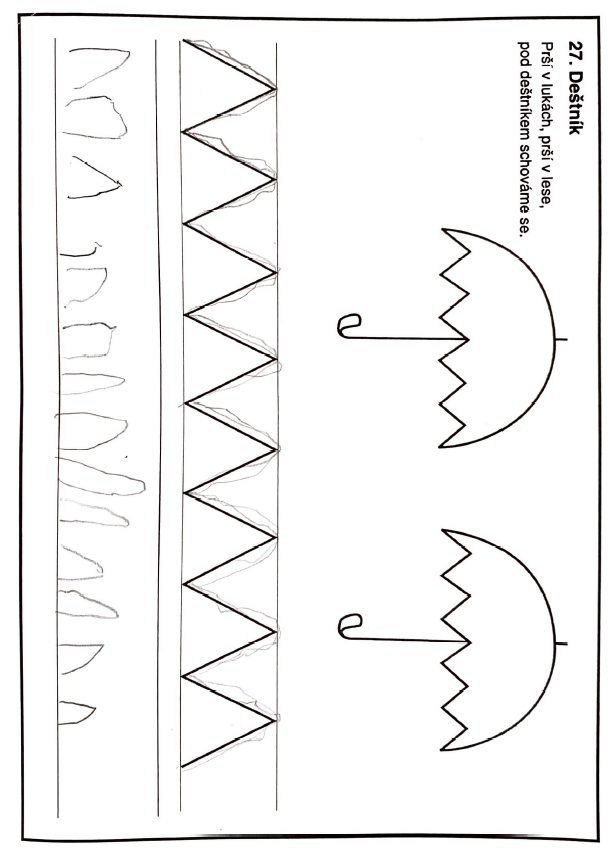 27. Deštník
Prší v lukách, prší v lese,
pod deštníkem schováme se.